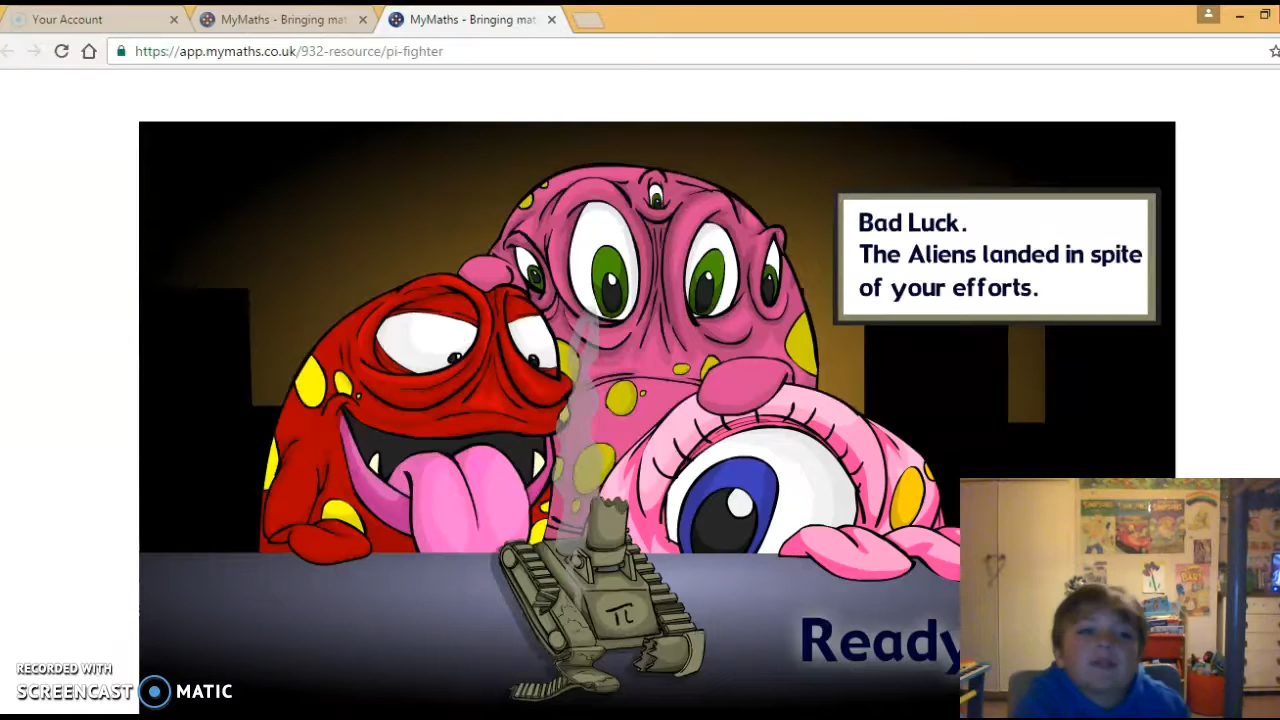 Your Account
MyMaths - Bringing mat
MyMaths - Bringing mat
https://app.mymaths.co.uk/932-resource/pi-fighter
Bad Luck.
The Aliens landed in spite
of your efforts.
π
Ready
RECORDED WITH
SCREENCAST MATIC